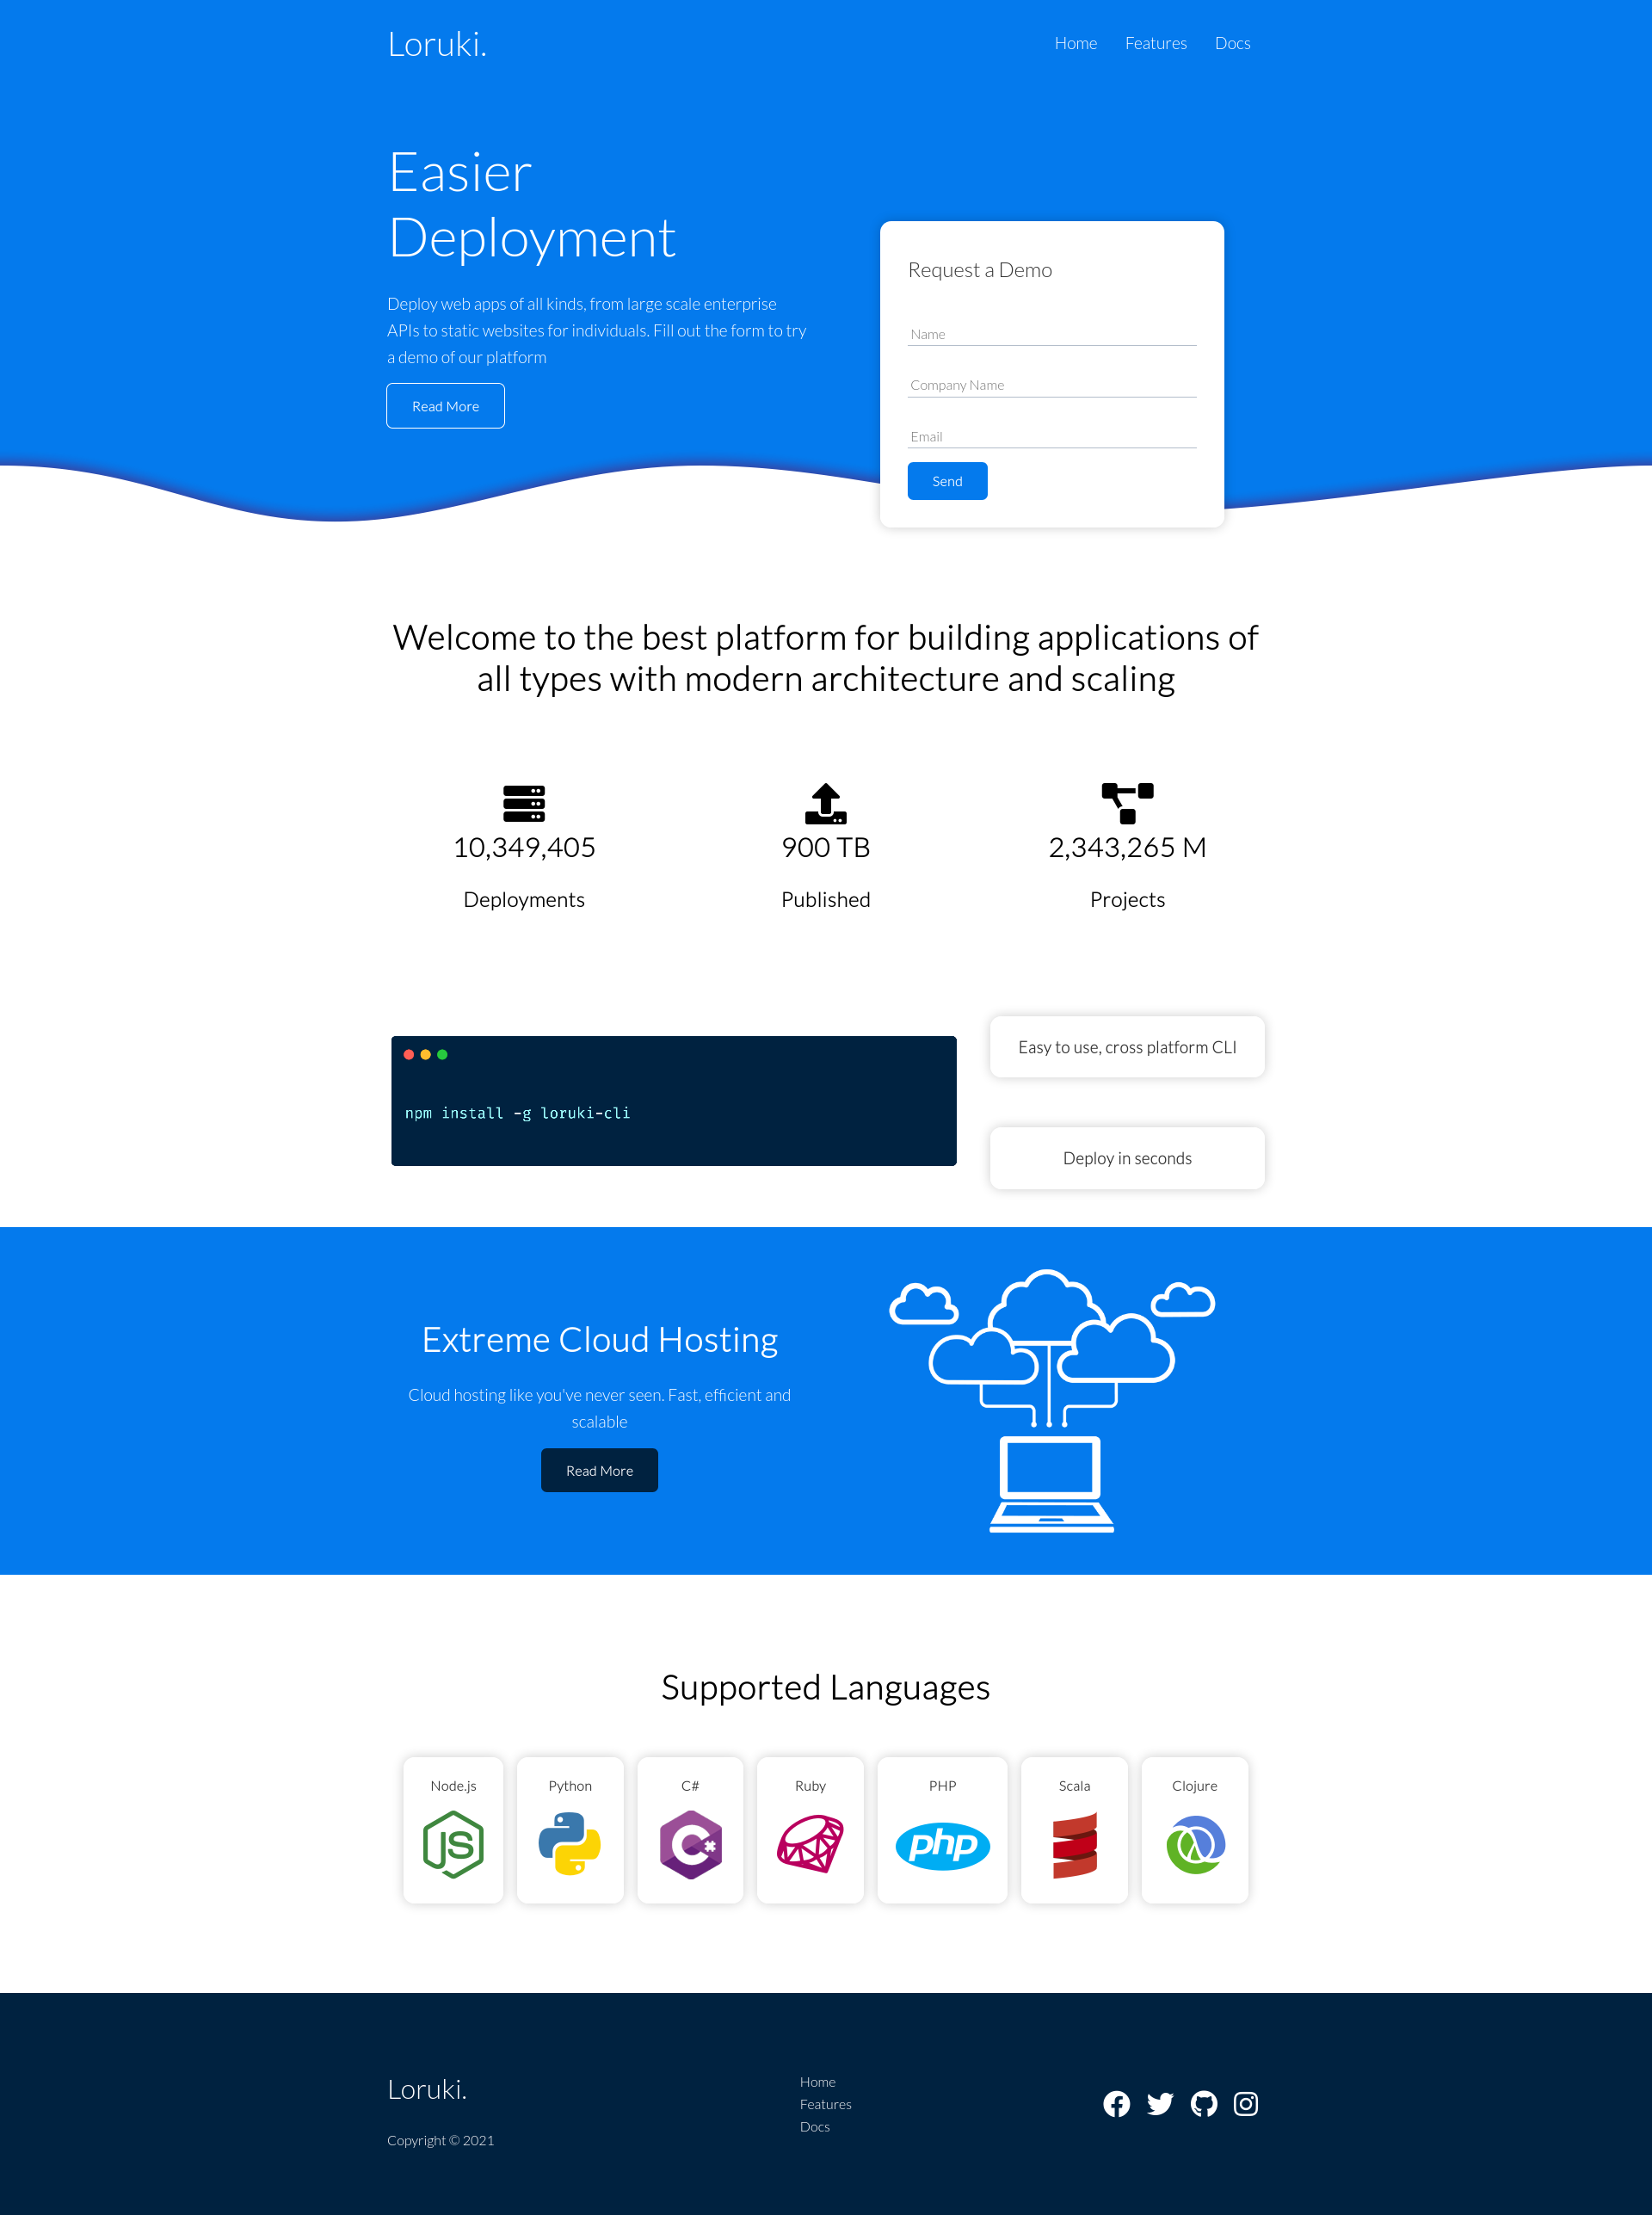 Loruki.
Home Features Docs
Easier
Deployment
Deploy web apps of all kinds, from large scale enterprise
APIs to static websites for individuals. Fill out the form to try
a demo of our platform
Read More
Request a Demo
Name
Company Name
Email
Send
Welcome to the best platform for building applications of
all types with modern architecture and scaling
10,349,405
Deployments
900 TB
Published
2,343,265 M
Projects
npm install -g loruki-cli
Easy to use, cross platform CLI
Deploy in seconds
Extreme Cloud Hosting
Cloud hosting like you've never seen. Fast, efficient and
scalable
Read More
Supported Languages
Node.js
JS
Python
C#
C#
Ruby
PHP
php
Scala
Clojure
Loruki.
Copyright © 2021
Home
Features
Docs